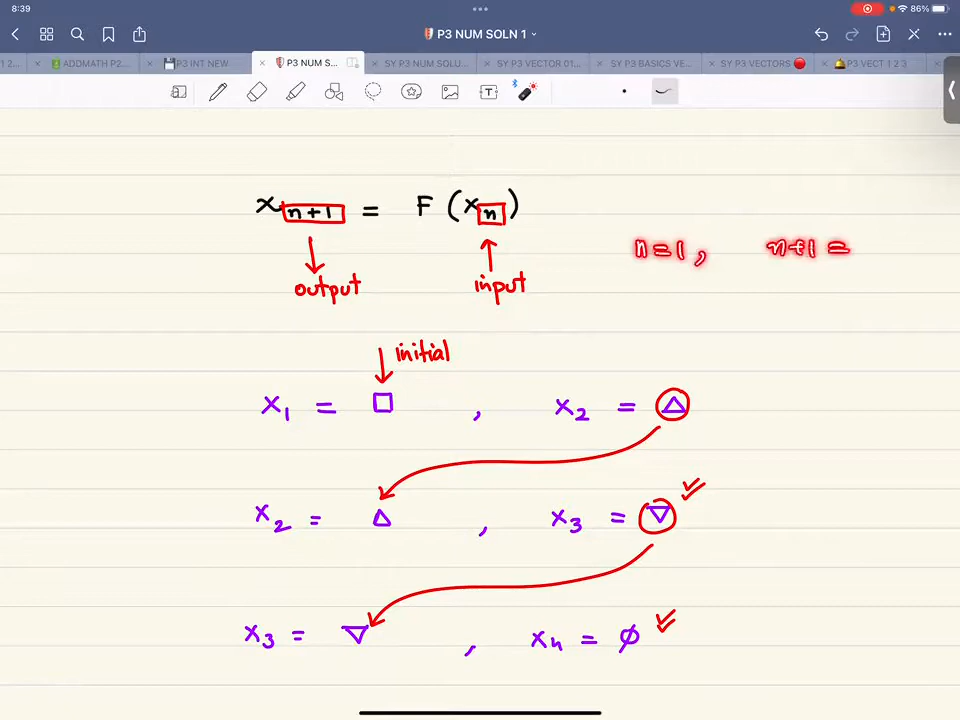 8:39
86%
P3 NUM SOLN 1
1 2...
ADDMATH P2...
P3 INT NEW
P3 NUM S...
SY P3 NUM SOLU...
SY P3 VECTOR 01...
SY P3 BASICS VE...
SY P3 VECTORS
P3 VECT 1 2 3
x n+1 = F (x n)
n=1, n+1 =
output
input
initial
x1 = □ , x2 = △
x2 = △ , x3 = ▽
x3 = ▽ , x4 = ϕ